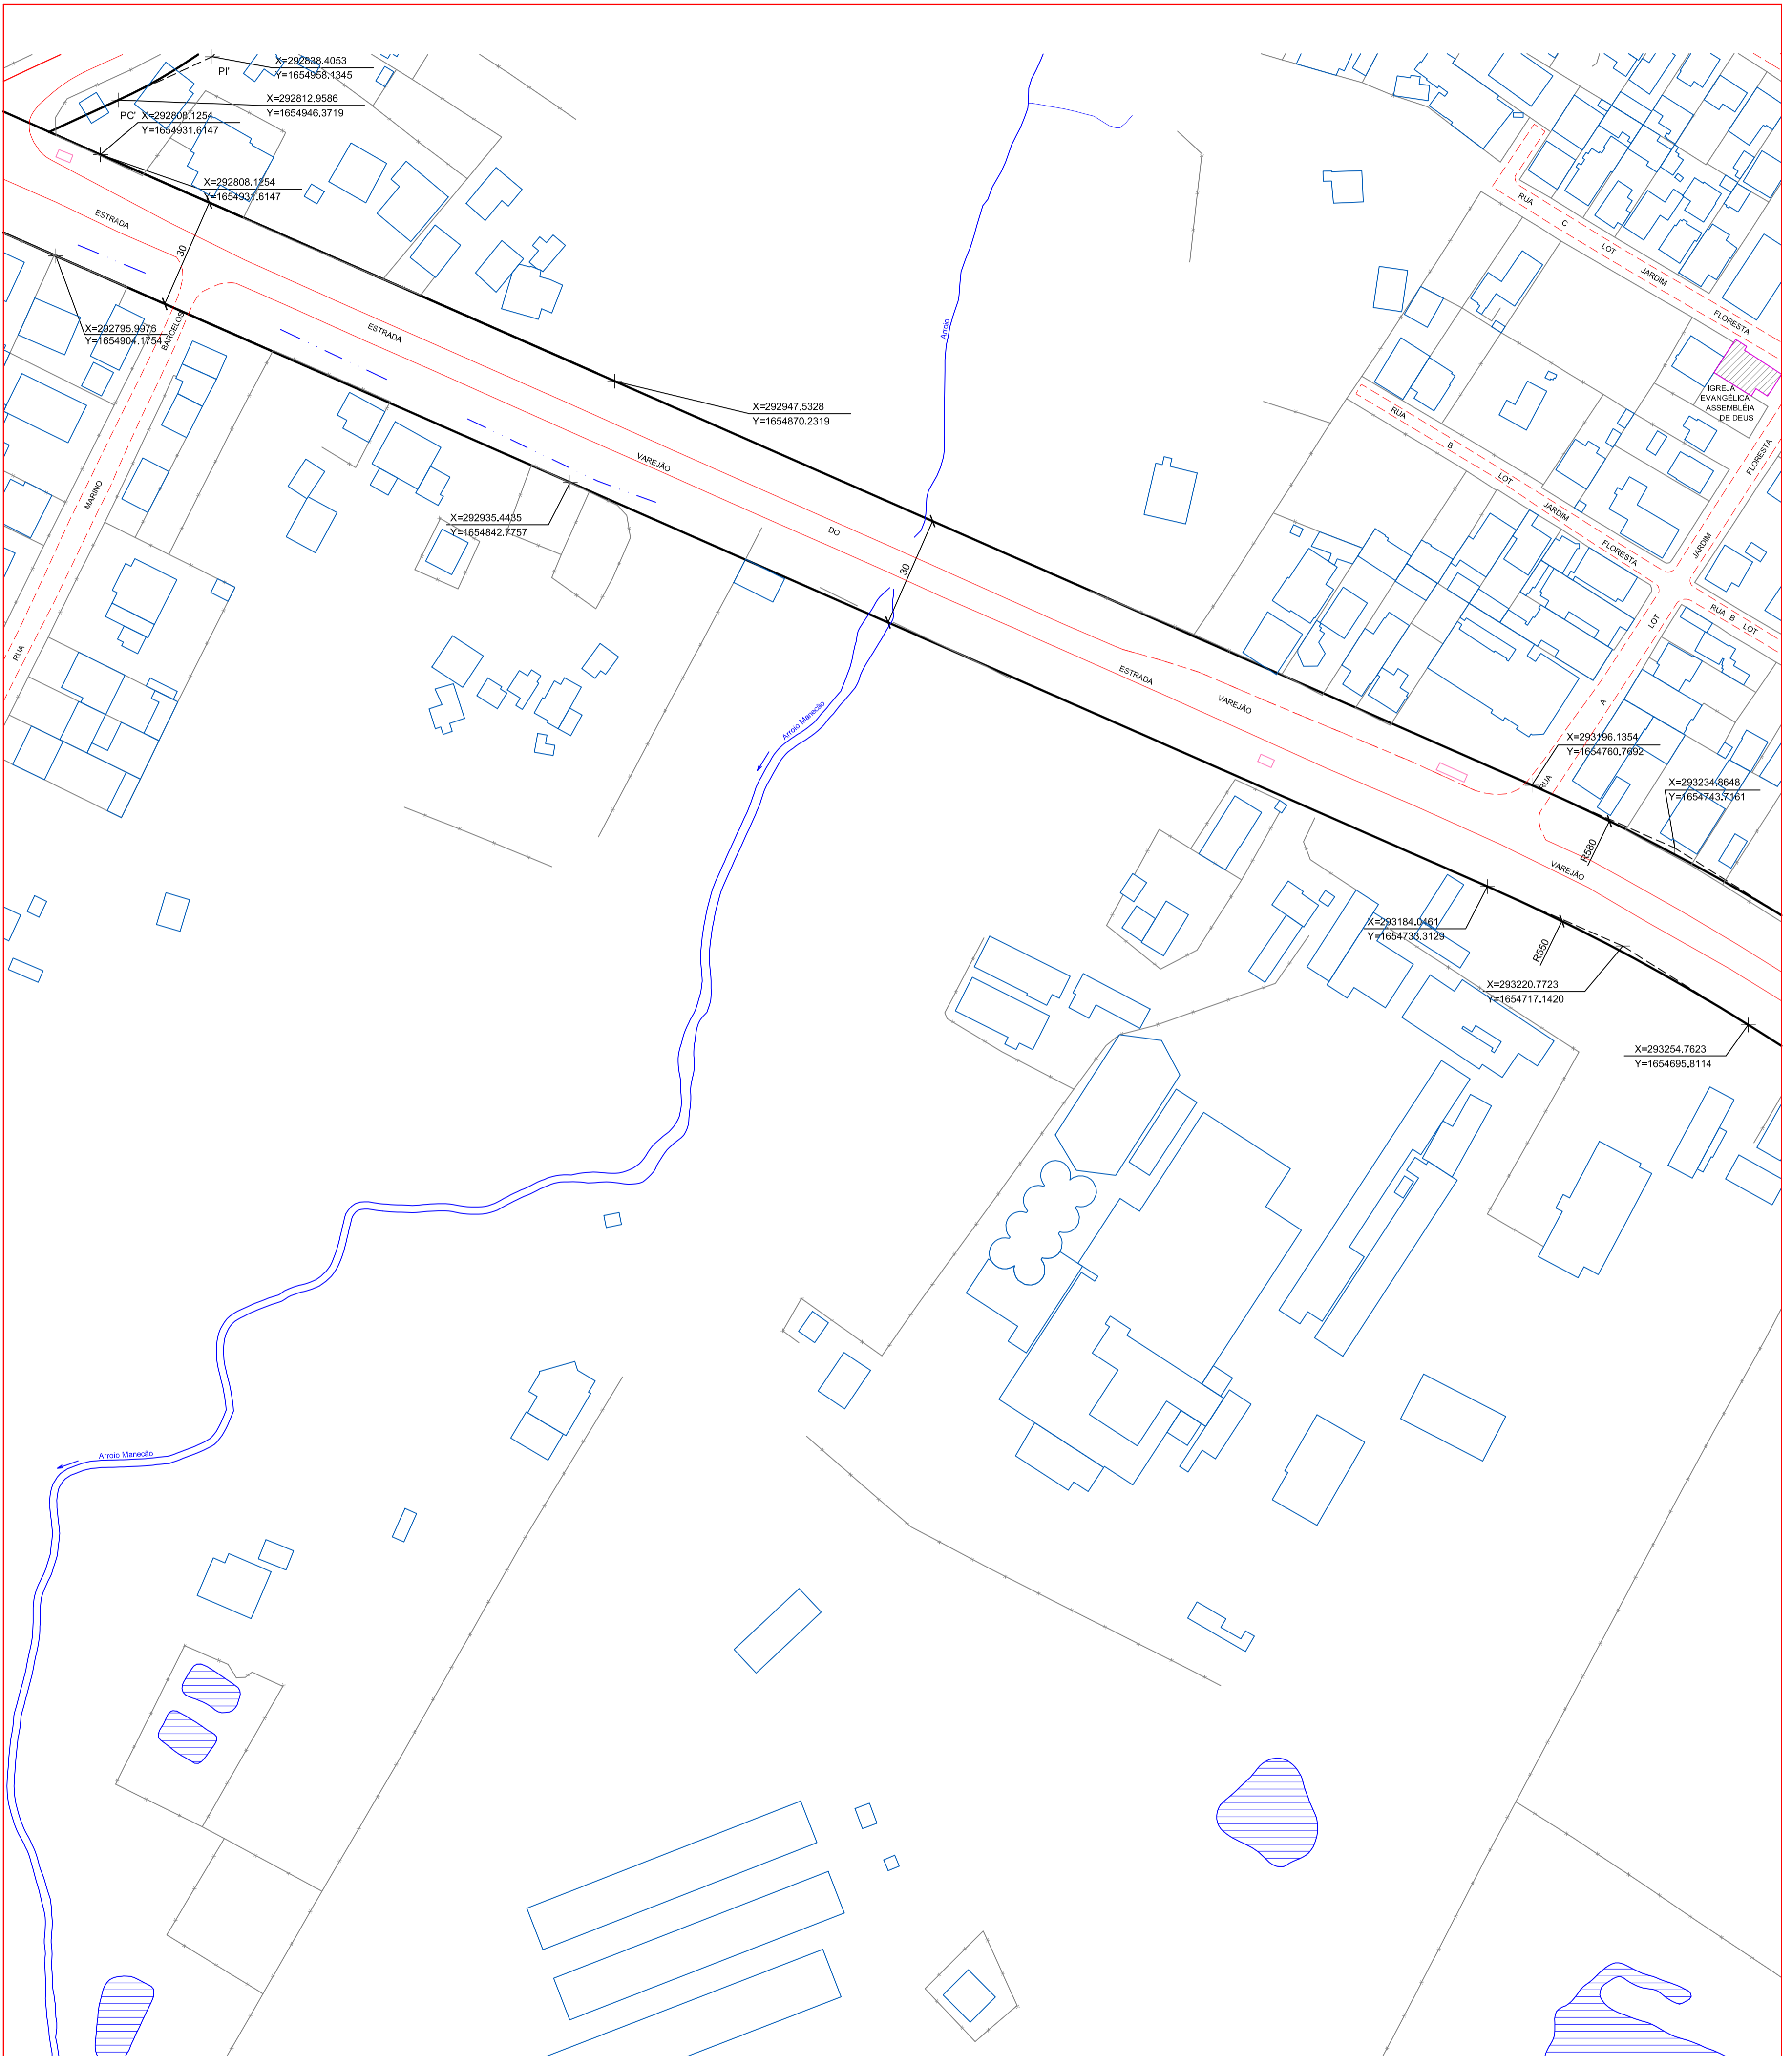 X=292838.4053
Y=1654958.1345
PI'
X=292812.9586
Y=1654946.3719
PC'
X=292808.1254
Y=1654931.6147
X=292808.1254
Y=1654931.6147
ESTRADA
30
X=292795.9976
Y=1654904.1754
BARCELOS
MARINO
RUA
ESTRADA
Arroio
X=292947.5328
Y=1654870.2319
VAREJÃO
X=292935.4435
Y=1654842.7757
DO
30
RUA
C
LOT
JARDIM
FLORESTA
IGREJA
EVANGÉLICA
ASSEMBLÉIA
DE DEUS
RUA
B
LOT
JARDIM
FLORESTA
FLORESTA
JARDIM
LOT
A
RUA
RUA B LOT
ESTRADA
VAREJÃO
Arroio Manecão
X=293196.1354
Y=1654760.7692
X=293234.8648
Y=1654743.7161
R580
VAREJÃO
X=293184.0461
Y=1654733.3129
R550
X=293220.7723
Y=1654717.1420
X=293254.7623
Y=1654695.8114
Arroio Manecão